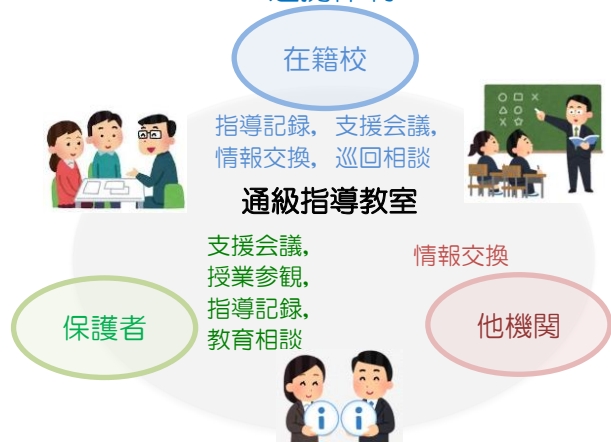 在籍校
指導記録，支援会議，
情報交換，巡回相談
通級指導教室
支援会議，
授業参観，
指導記録，
教育相談
情報交換
保護者
他機関